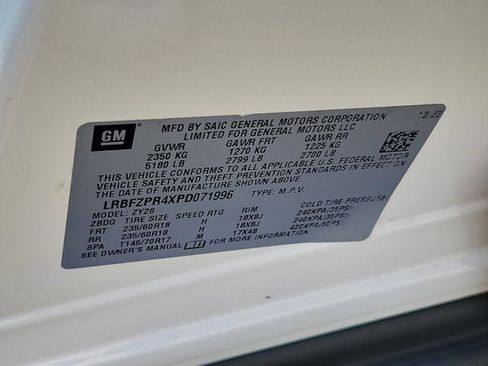 GM
MFD BY SAIC GENERAL MOTORS CORPORATION
LIMITED FOR GENERAL MOTORS LLC
12/22
GVWR GAWR FRT GAWR RR
2350 KG 1270 KG 1225 KG
5180 LB 2799 LB 2700 LB
THIS VEHICLE CONFORMS TO ALL APPLICABLE U.S. FEDERAL MOTOR
VEHICLE SAFETY AND THEFT PREVENTION STANDARDS IN EFFECT ON
THE DATE OF MANUFACTURE SHOWN ABOVE.
LRBFZPR4XPD071996 TYPE: M.P.V.
MODEL: ZY26
ZBDO TIRE SIZE SPEED RTG RIM COLD TIRE PRESSURE
FRT 235/60R18 H 18X8J 240KPA(35PSI)
RR 235/60R18 H 18X8J 240KPA(35PSI)
SPA T145/70R17 M 17X4B 420KPA(60PSI)
SEE OWNER'S MANUAL FOR MORE INFORMATION